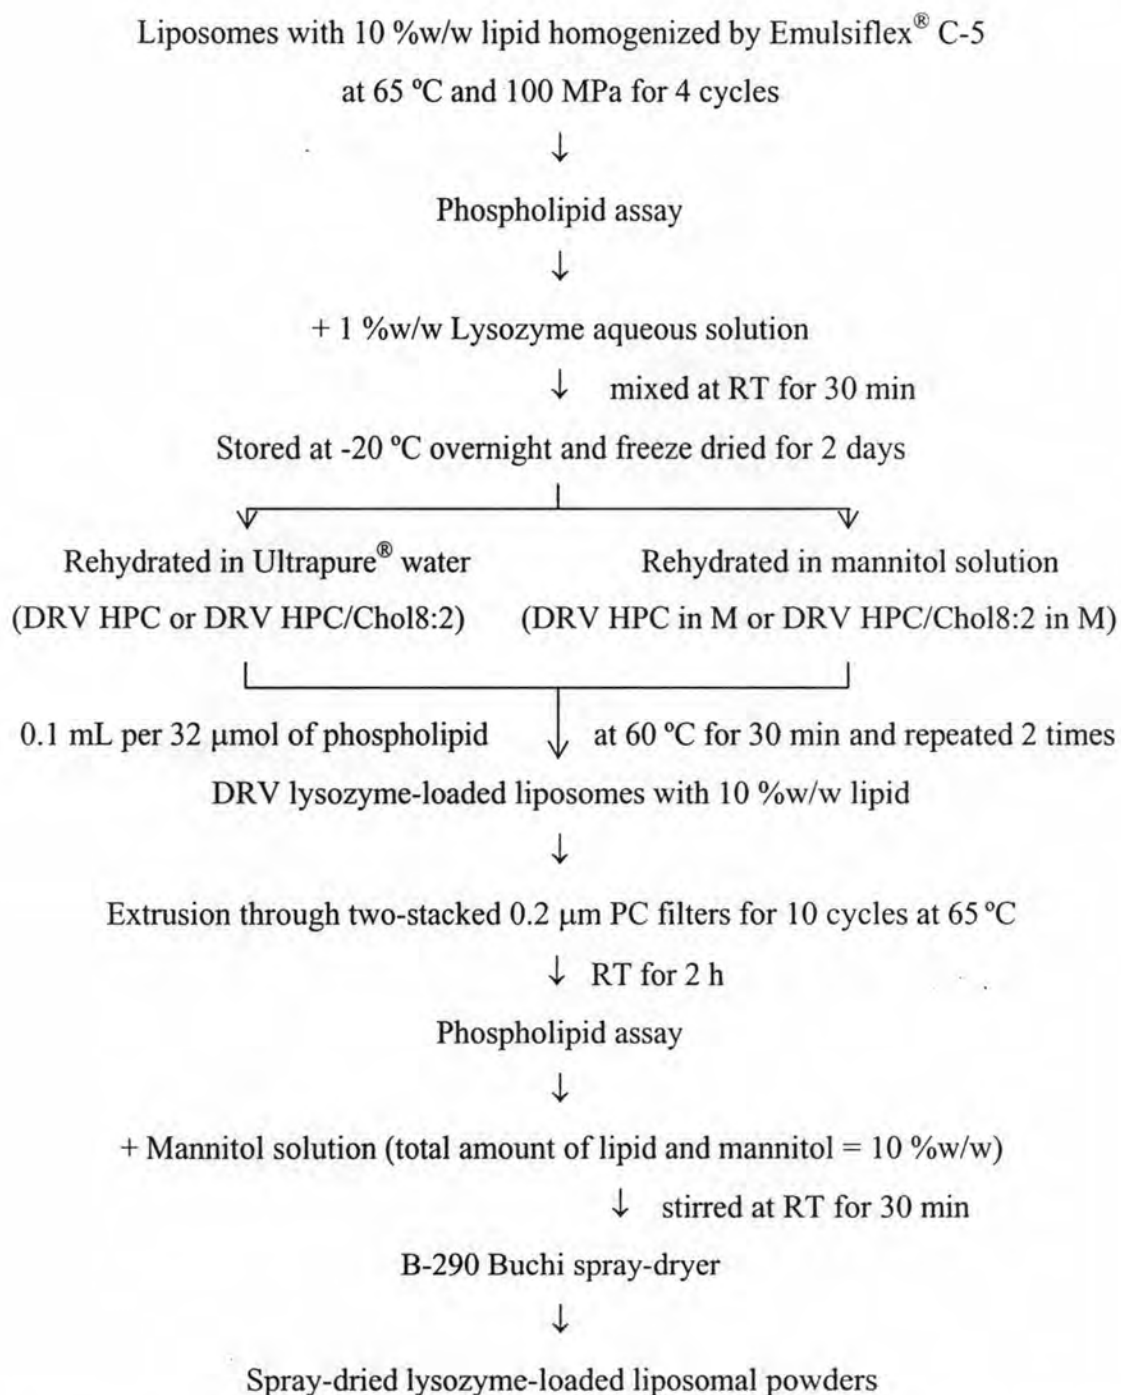 Liposomes with 10 %w/w lipid homogenized by Emulsiflex® C-5
at 65 ºC and 100 MPa for 4 cycles
↓
Phospholipid assay
↓
+ 1 %w/w Lysozyme aqueous solution
↓ mixed at RT for 30 min
Stored at -20 ºC overnight and freeze dried for 2 days
Rehydrated in Ultrapure® water Rehydrated in mannitol solution
(DRV HPC or DRV HPC/Chol8:2) (DRV HPC in M or DRV HPC/Chol8:2 in M)
0.1 mL per 32 µmol of phospholipid at 60 ºC for 30 min and repeated 2 times
DRV lysozyme-loaded liposomes with 10 %w/w lipid
↓
Extrusion through two-stacked 0.2 µm PC filters for 10 cycles at 65 ºC
↓ RT for 2 h
Phospholipid assay
↓
+ Mannitol solution (total amount of lipid and mannitol = 10 %w/w)
↓ stirred at RT for 30 min
B-290 Buchi spray-dryer
↓
Spray-dried lysozyme-loaded liposomal powders